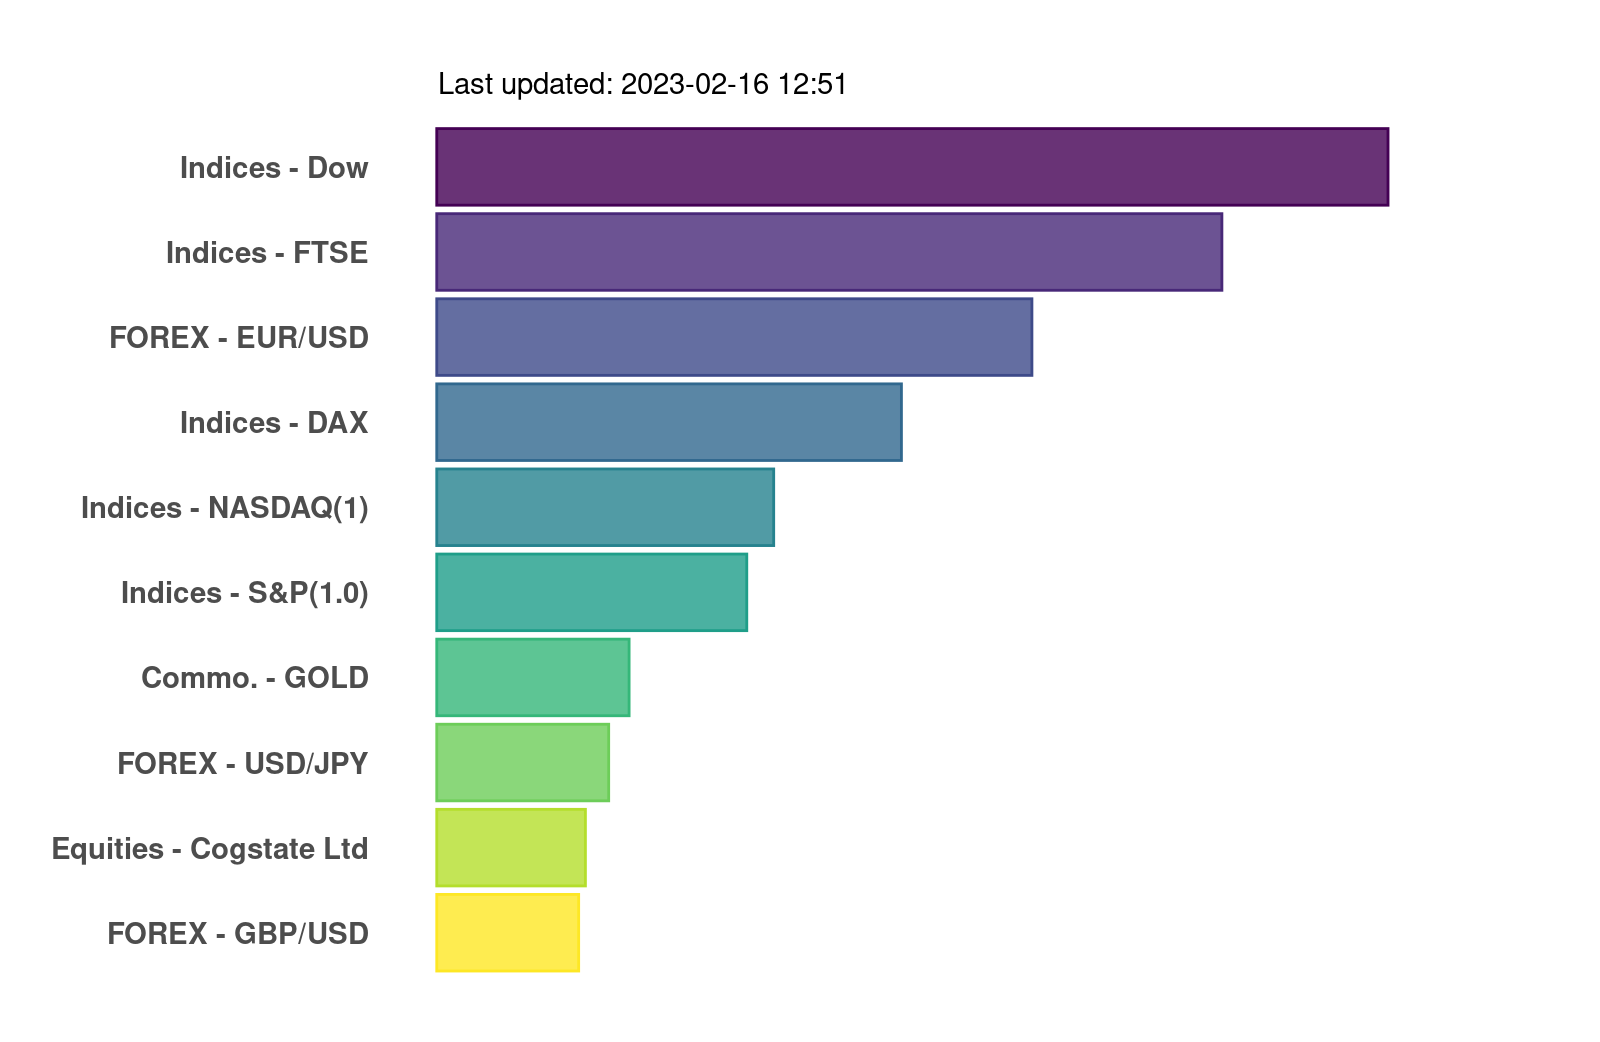 Last updated: 2023-02-16 12:51
Indices - Dow
Indices - FTSE
FOREX - EUR/USD
Indices - DAX
Indices - NASDAQ(1)
Indices - S&P(1.0)
Commo. - GOLD
FOREX - USD/JPY
Equities - Cogstate Ltd
FOREX - GBP/USD